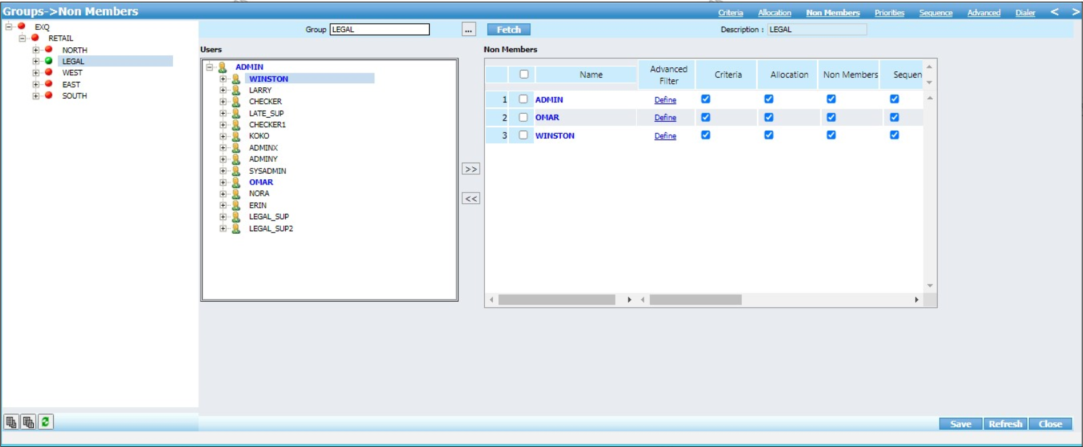 Groups->Non Members
Criteria Allocation Non Members Priorities Sequence Advanced Dialer < >
EXQ
RETAIL
NORTH
LEGAL
WEST
EAST
SOUTH
Group LEGAL ... Fetch Description : LEGAL
Users
ADMIN
WINSTON
LARRY
CHECKER
LATE_SUP
CHECKER1
KOKO
ADMINX
ADMINY
SYSADMIN
OMAR
NORA
ERIN
LEGAL_SUP
LEGAL_SUP2
>>
<<
Non Members
Name Advanced Filter Criteria Allocation Non Members Sequen
1 ADMIN Define
2 OMAR Define
3 WINSTON Define
Save Refresh Close